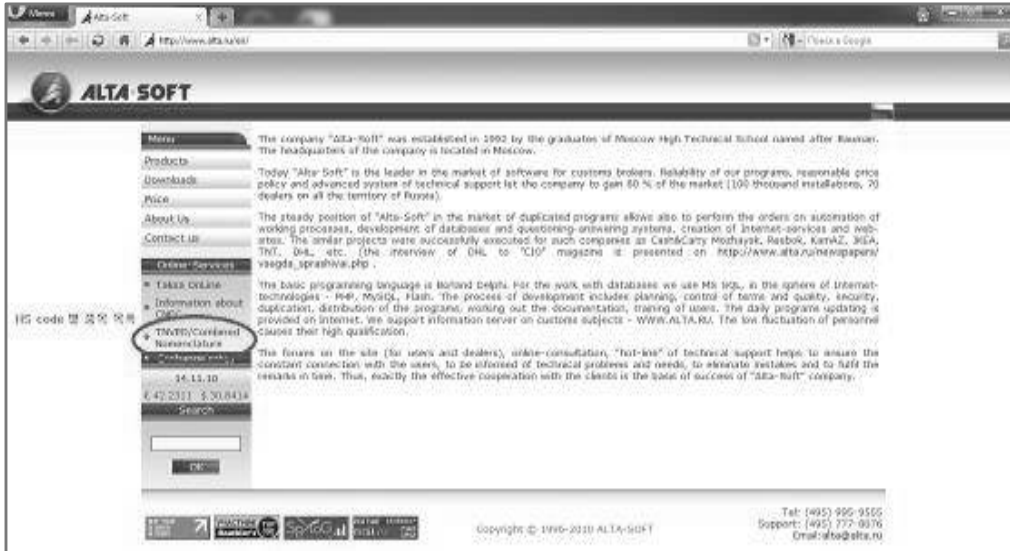 Menu
Alta-Soft
http://www.alta.ru/en/
Поиск в Google
ALTA SOFT
Menu
Products
Downloads
Price
About Us
Contact us
Online-Services
Taksa OnLine
Information about
TNVED/Combined
Nomenclature
HS code 별 품목 목록
14.11.10
€ 42.2311 $ 30.8414
Search
OK
The company "Alta-Soft" was established in 1992 by the graduates of Moscow High Technical School named after Bauman.
The headquarters of the company is located in Moscow.
Today "Alta-Soft" is the leader in the market of software for customs brokers. Reliability of our programs, reasonable price
policy and advanced system of technical support let the company to gain 60 % of the market (100 thousand installations, 70
dealers on all the territory of Russia).
The steady position of "Alta-Soft" in the market of duplicated programs allows also to perform the orders on automation of
working processes, development of databases and questioning-answering systems, creation of Internet-services and web-
sites. The similar projects were successfully executed for such companies as Cash&Carry Mozhaysk, Resbok, KamAZ, IKEA,
TNT, DHL, etc. (the interview of DHL to "CIO" magazine is presented on http://www.alta.ru/newspapers/
vsegda_sprashivai.php .
The basic programming language is Borland Delphi. For the work with databases we use MS SQL, in the sphere of Internet-
technologies - PHP, MySQL, Flash. The process of development includes planning, control of terms and quality, security,
duplication, distribution of the programs, working out the documentation, training of users. The daily programs updating is
provided on Internet. We support information server on customs subjects - WWW.ALTA.RU. The low fluctuation of personnel
causes their high qualification.
The forums on the site (for users and dealers), online-consultation, "hot-line" of technical support helps to ensure the
constant connection with the users, to be informed of technical problems and needs, to eliminate mistakes and to fulfil the
remarks in time. Thus, exactly the effective cooperation with the clients is the basis of success of "Alta-Soft" company.
Copyright © 1996-2010 ALTA-SOFT
Tel: (495) 995-9555
Support: (495) 777-0076
Email: alta@alta.ru